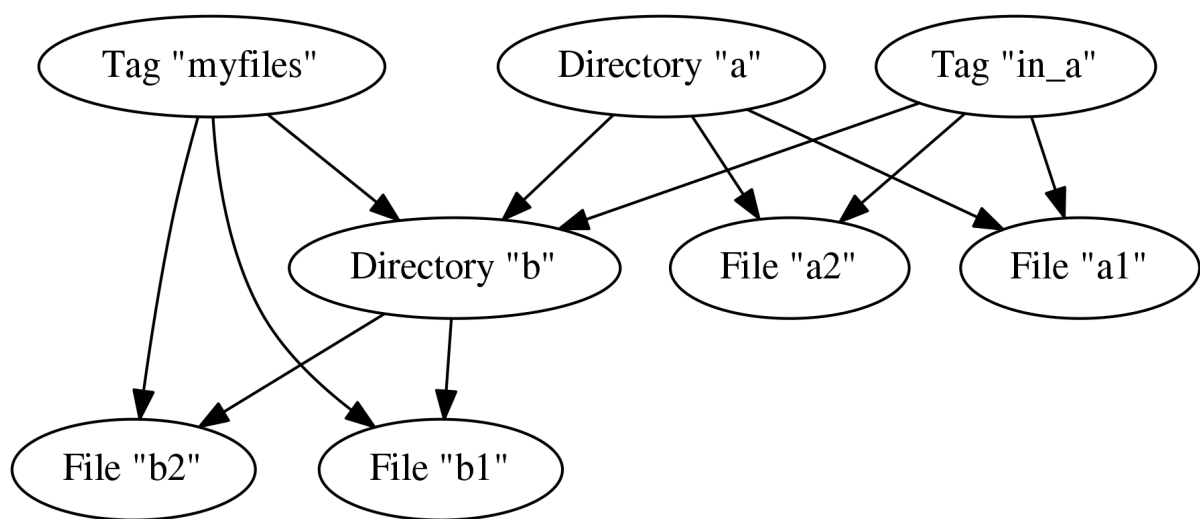 Tag "myfiles"
Directory "a"
Tag "in_a"
Directory "b"
File "a2"
File "a1"
File "b2"
File "b1"